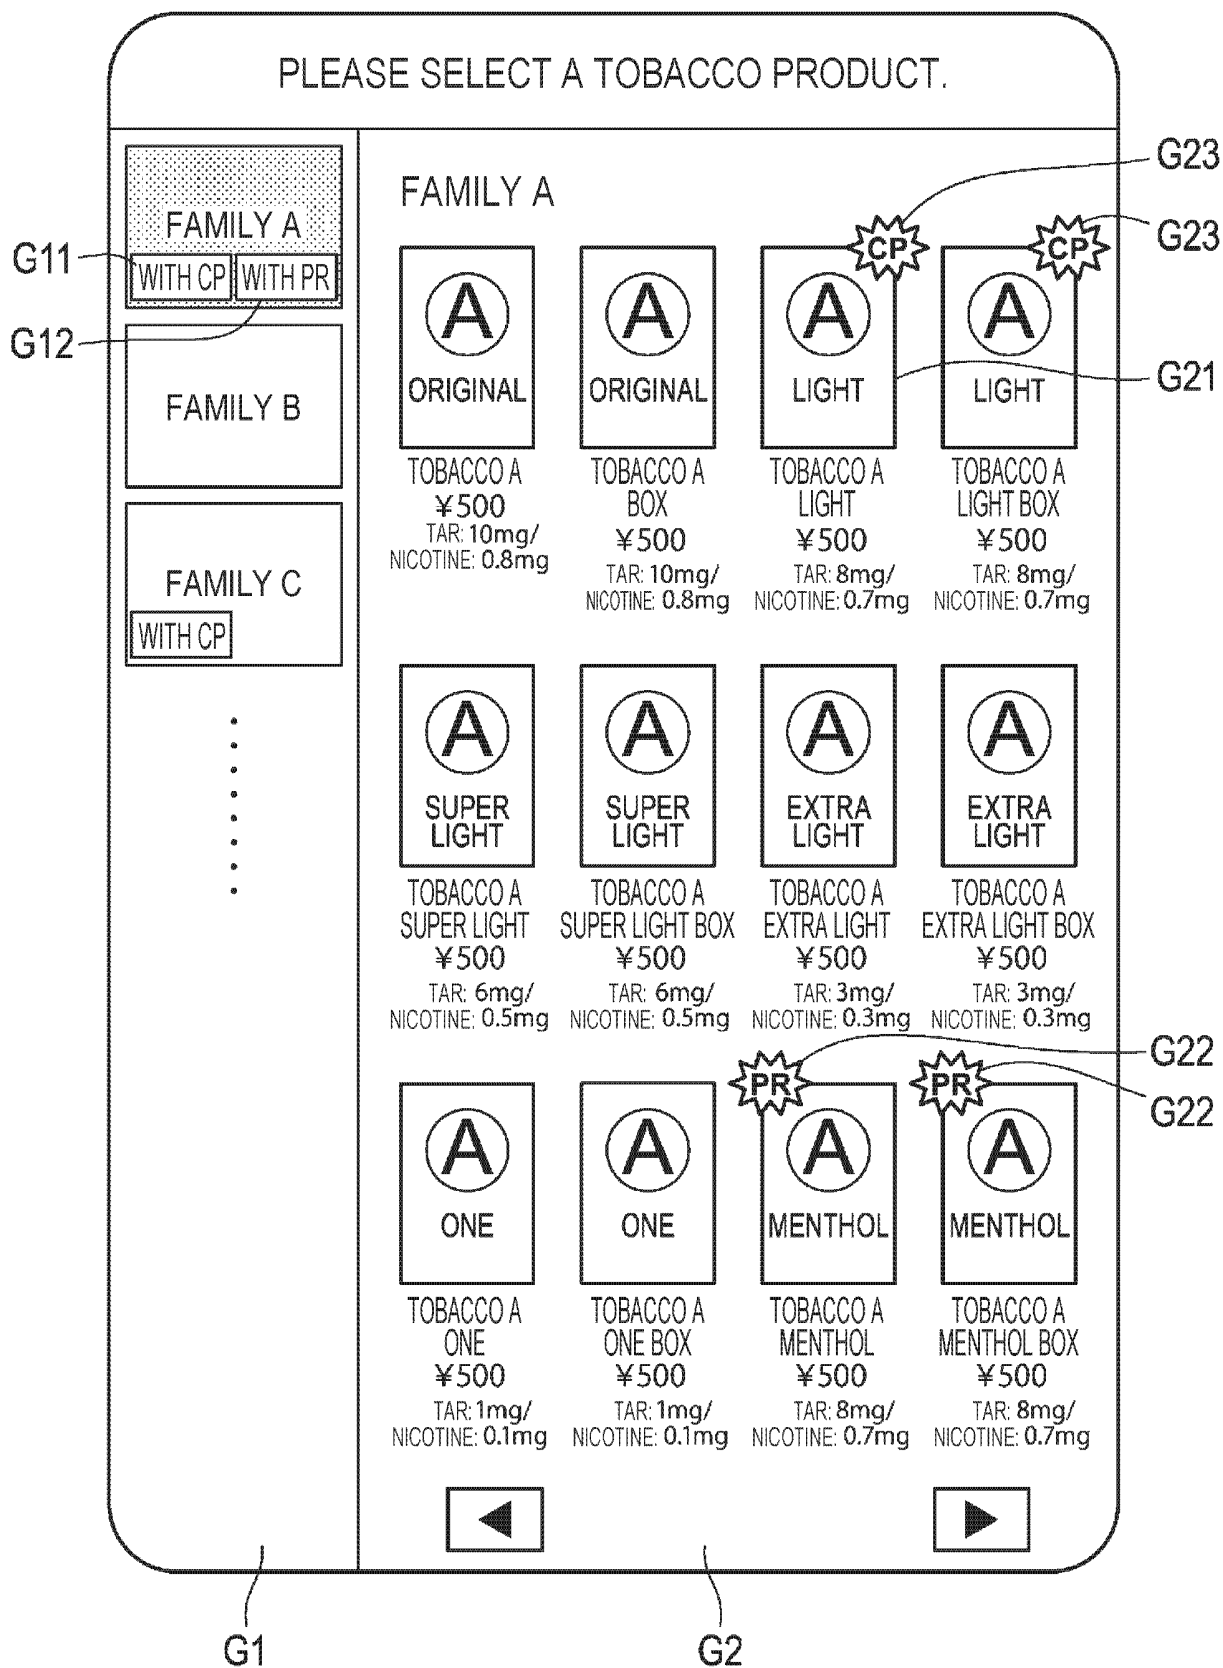 PLEASE SELECT A TOBACCO PRODUCT.
FAMILY A
WITH CP WITH PR
FAMILY B
FAMILY C
WITH CP
G11
G12
FAMILY A
CP
CP
G23
G23
G21
A
A
A
A
ORIGINAL
ORIGINAL
LIGHT
LIGHT
TOBACCO A
¥500
TAR: 10mg/
NICOTINE: 0.8mg
TOBACCO A
BOX
¥500
TAR: 10mg/
NICOTINE: 0.8mg
TOBACCO A
LIGHT
¥500
TAR: 8mg/
NICOTINE: 0.7mg
TOBACCO A
LIGHT BOX
¥500
TAR: 8mg/
NICOTINE: 0.7mg
A
SUPER
LIGHT
A
SUPER
LIGHT
A
EXTRA
LIGHT
A
EXTRA
LIGHT
TOBACCO A
SUPER LIGHT
¥500
TAR: 6mg/
NICOTINE: 0.5mg
TOBACCO A
SUPER LIGHT BOX
¥500
TAR: 6mg/
NICOTINE: 0.5mg
TOBACCO A
EXTRA LIGHT
¥500
TAR: 3mg/
NICOTINE: 0.3mg
TOBACCO A
EXTRA LIGHT BOX
¥500
TAR: 3mg/
NICOTINE: 0.3mg
PR
PR
G22
G22
A
ONE
A
ONE
A
MENTHOL
A
MENTHOL
TOBACCO A
ONE
¥500
TAR: 1mg/
NICOTINE: 0.1mg
TOBACCO A
ONE BOX
¥500
TAR: 1mg/
NICOTINE: 0.1mg
TOBACCO A
MENTHOL
¥500
TAR: 8mg/
NICOTINE: 0.7mg
TOBACCO A
MENTHOL BOX
¥500
TAR: 8mg/
NICOTINE: 0.7mg
G1
G2